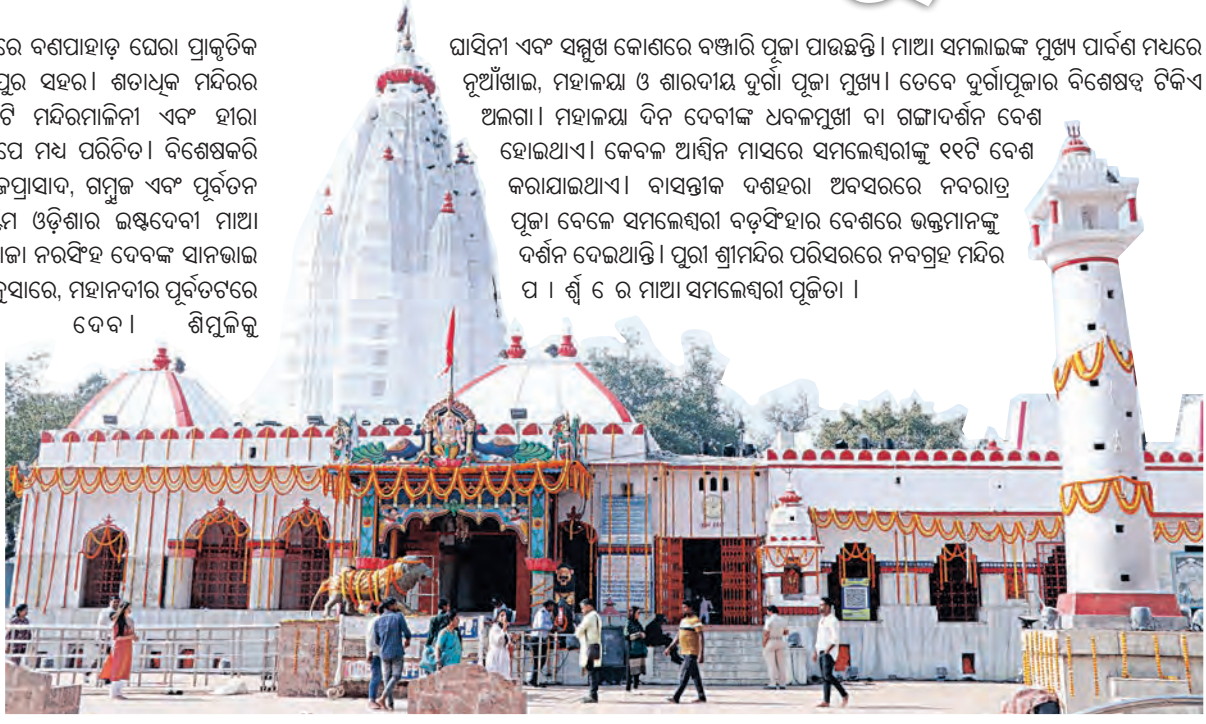 ରେ ବଣପାହାଡ଼ ଘେରା ପ୍ରାକୃତିକ
ପୁର ସହର। ଶତାଧିକ ମନ୍ଦିରର
ଟି ମନ୍ଦିରମାଳିନୀ ଏବଂ ହୀରା
ପେ ମଧ୍ୟ ପରିଚିତ। ବିଶେଷକରି
ଜପ୍ରାସାଦ, ଗମ୍ବୁଜ ଏବଂ ପୂର୍ବତନ
ମ ଓଡ଼ିଶାର ଇଷ୍ଟଦେବୀ ମାଆ
ଜା ନରସିଂହ ଦେବଙ୍କ ସାନଭାଇ
ନୁସାରେ, ମହାନଦୀର ପୂର୍ବତଟରେ
ଦେବ। ଶିମୁଳିକୁ
ଘାସିନୀ ଏବଂ ସମ୍ମୁଖ କୋଣରେ ବଞ୍ଜାରି ପୂଜା ପାଉଛନ୍ତି। ମାଆ ସମଲାଇଙ୍କ ମୁଖ୍ୟ ପାର୍ବଣ ମଧ୍ୟରେ
ନୂଆଁଖାଇ, ମହାଳୟା ଓ ଶାରଦୀୟ ଦୁର୍ଗା ପୂଜା ମୁଖ୍ୟ। ତେବେ ଦୁର୍ଗାପୂଜାର ବିଶେଷତ୍ୱ ଟିକିଏ
ଅଲଗା। ମହାଳୟା ଦିନ ଦେବୀଙ୍କ ଧବଳମୁଖୀ ବା ଗଙ୍ଗାଦର୍ଶନ ବେଶ
ହୋଇଥାଏ। କେବଳ ଆଶ୍ୱିନ ମାସରେ ସମଲେଶ୍ୱରୀଙ୍କୁ ୧୧ଟି ବେଶ
କରାଯାଇଥାଏ। ବାସନ୍ତୀକ ଦଶହରା ଅବସରରେ ନବରାତ୍ର
ପୂଜା ବେଳେ ସମଲେଶ୍ୱରୀ ବଡ଼ସିଂହାର ବେଶରେ ଭକ୍ତମାନଙ୍କୁ
ଦର୍ଶନ ଦେଇଥାନ୍ତି। ପୁରୀ ଶ୍ରୀମନ୍ଦିର ପରିସରରେ ନବଗ୍ରହ ମନ୍ଦିର
ପାର୍ଶ୍ୱରେ ମାଆ ସମଲେଶ୍ୱରୀ ପୂଜିତା ।